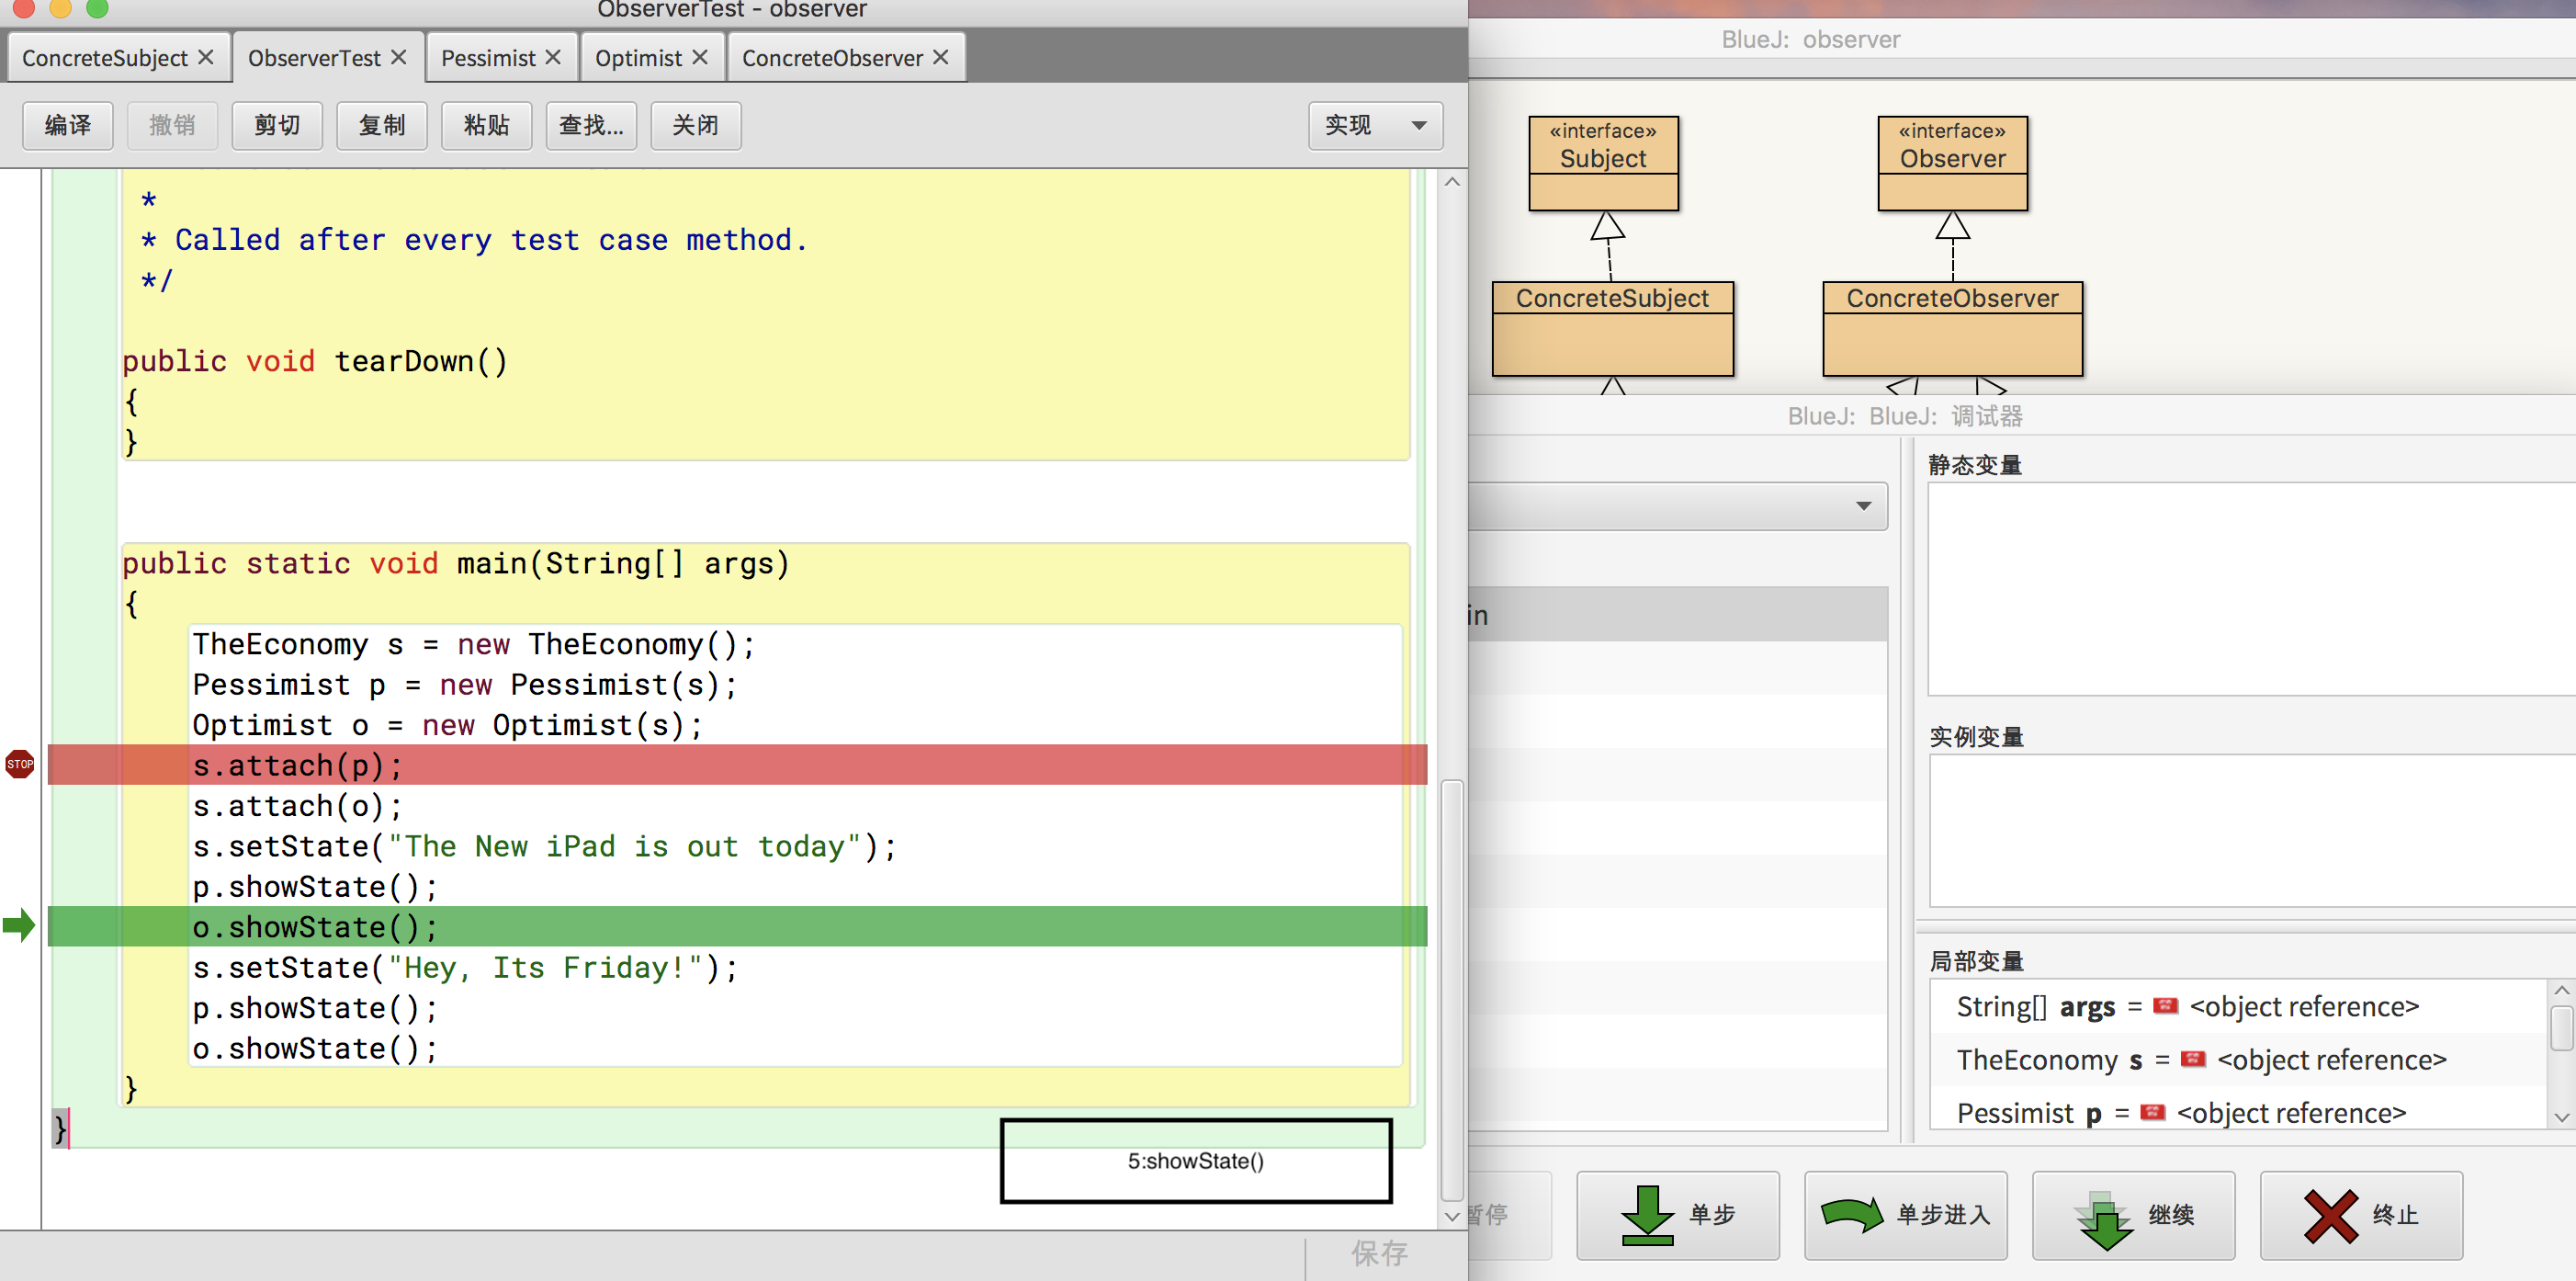 ObserverTest - observer
ConcreteSubject
ObserverTest
Pessimist
Optimist
ConcreteObserver
编译
撤销
剪切
复制
粘贴
查找...
关闭
实现
*
* Called after every test case method.
*/
public void tearDown()
{
}
public static void main(String[] args)
{
TheEconomy s = new TheEconomy();
Pessimist p = new Pessimist(s);
Optimist o = new Optimist(s);
STOP
s.attach(p);
s.attach(o);
s.setState("The New iPad is out today");
p.showState();
o.showState();
s.setState("Hey, Its Friday!");
p.showState();
o.showState();
}
}
5:showState()
保存
BlueJ: observer
«interface»
Subject
«interface»
Observer
ConcreteSubject
ConcreteObserver
BlueJ: BlueJ: 调试器
in
静态变量
实例变量
局部变量
String[] args = <object reference>
TheEconomy s = <object reference>
Pessimist p = <object reference>
暂停
单步
单步进入
继续
终止